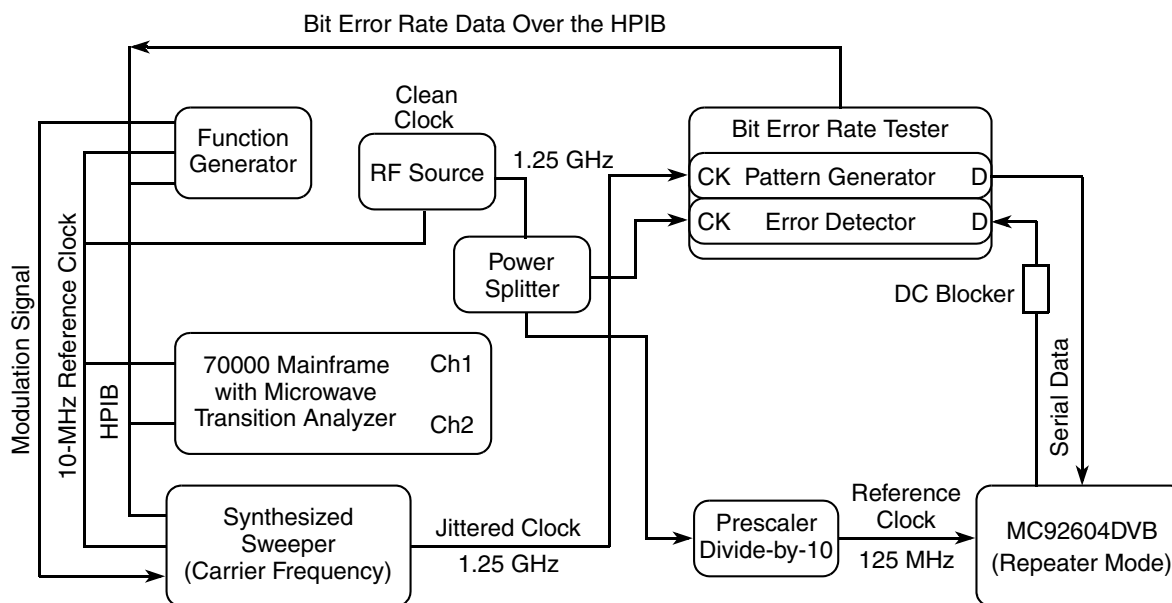 Bit Error Rate Data Over the HPIB
Function
Generator
Clean
Clock
RF Source
1.25 GHz
Bit Error Rate Tester
CK Pattern Generator D
CK Error Detector D
Power
Splitter
DC Blocker
Modulation Signal
10-MHz Reference Clock
HPIB
70000 Mainframe
with Microwave
Transition Analyzer
Ch1
Ch2
Serial Data
Synthesized
Sweeper
(Carrier Frequency)
Jittered Clock
1.25 GHz
Prescaler
Divide-by-10
Reference
Clock
125 MHz
MC92604DVB
(Repeater Mode)